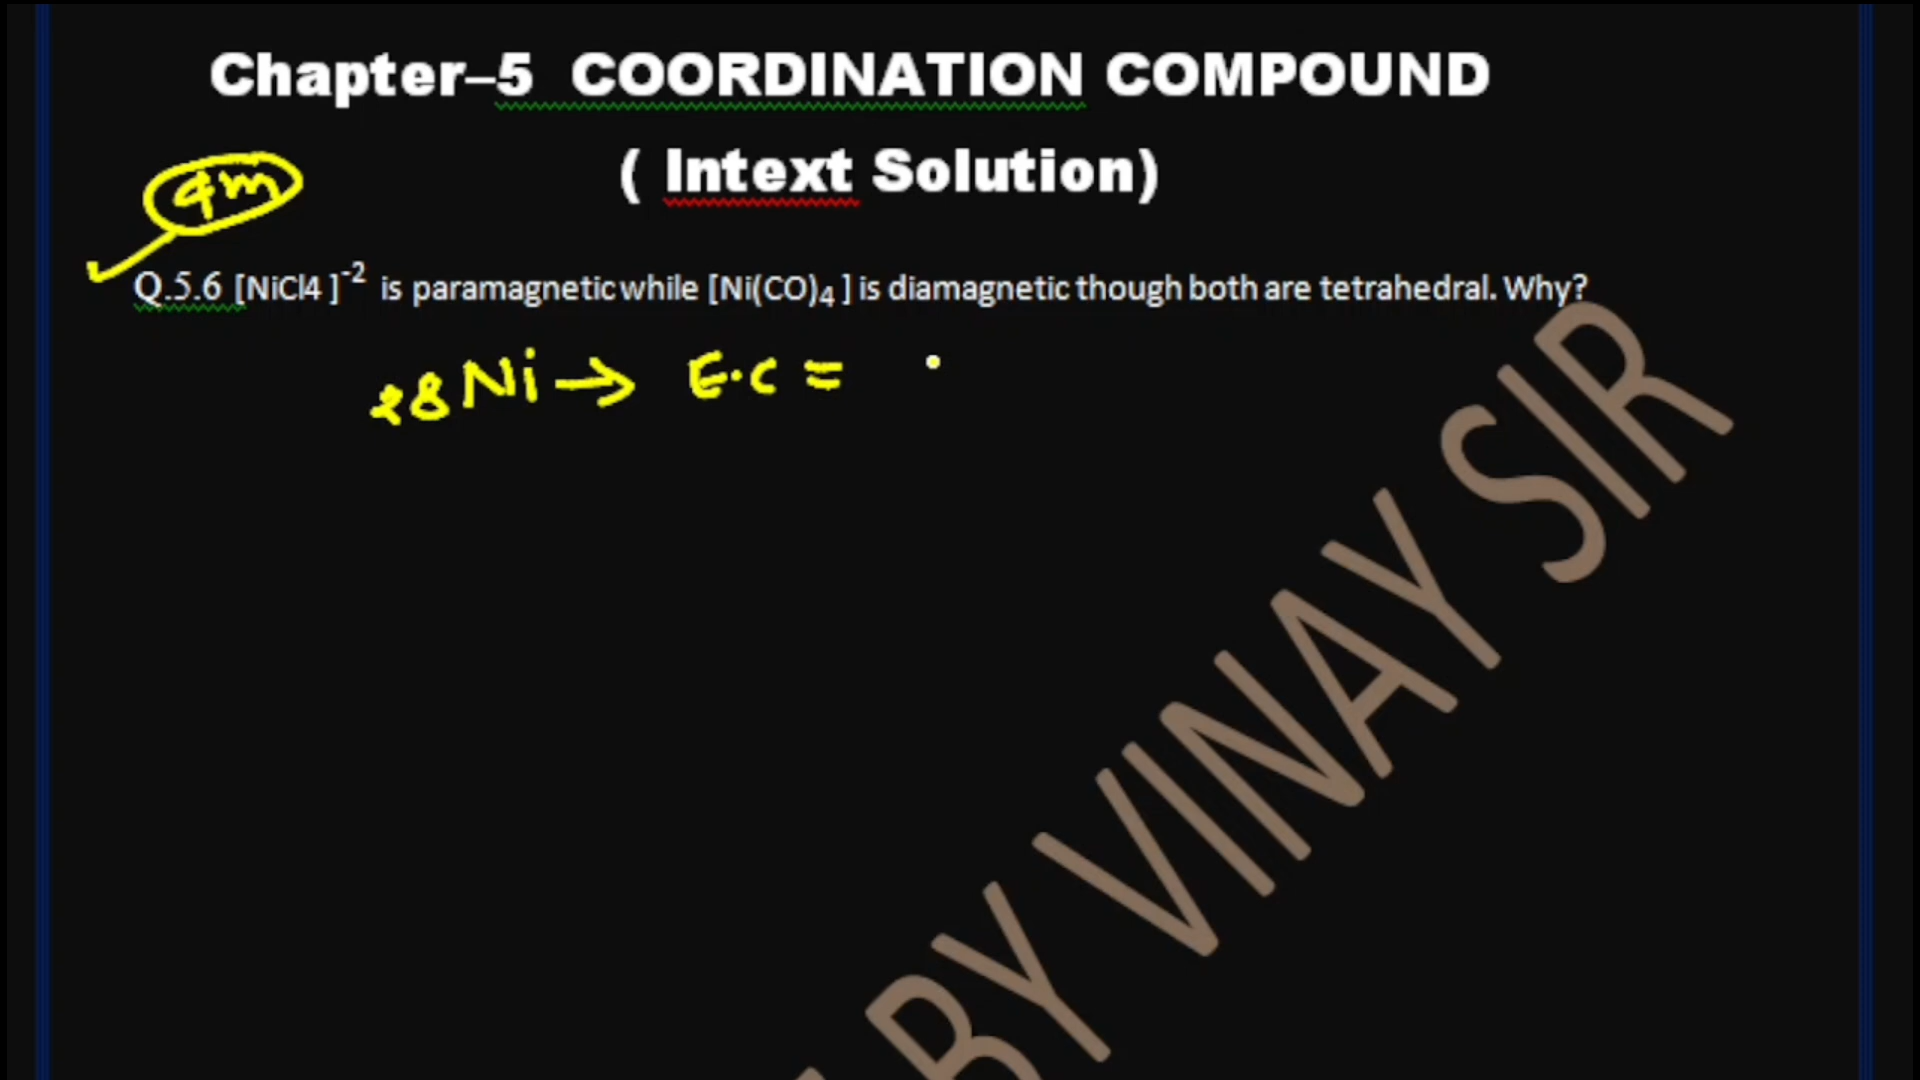 Chapter–5 COORDINATION COMPOUND
( Intext Solution)
4m
Q.5.6 [NiCl4 ]⁻² is paramagnetic while [Ni(CO)₄ ] is diamagnetic though both are tetrahedral. Why?
₂₈Ni → E.C =
BY VINAY SIR